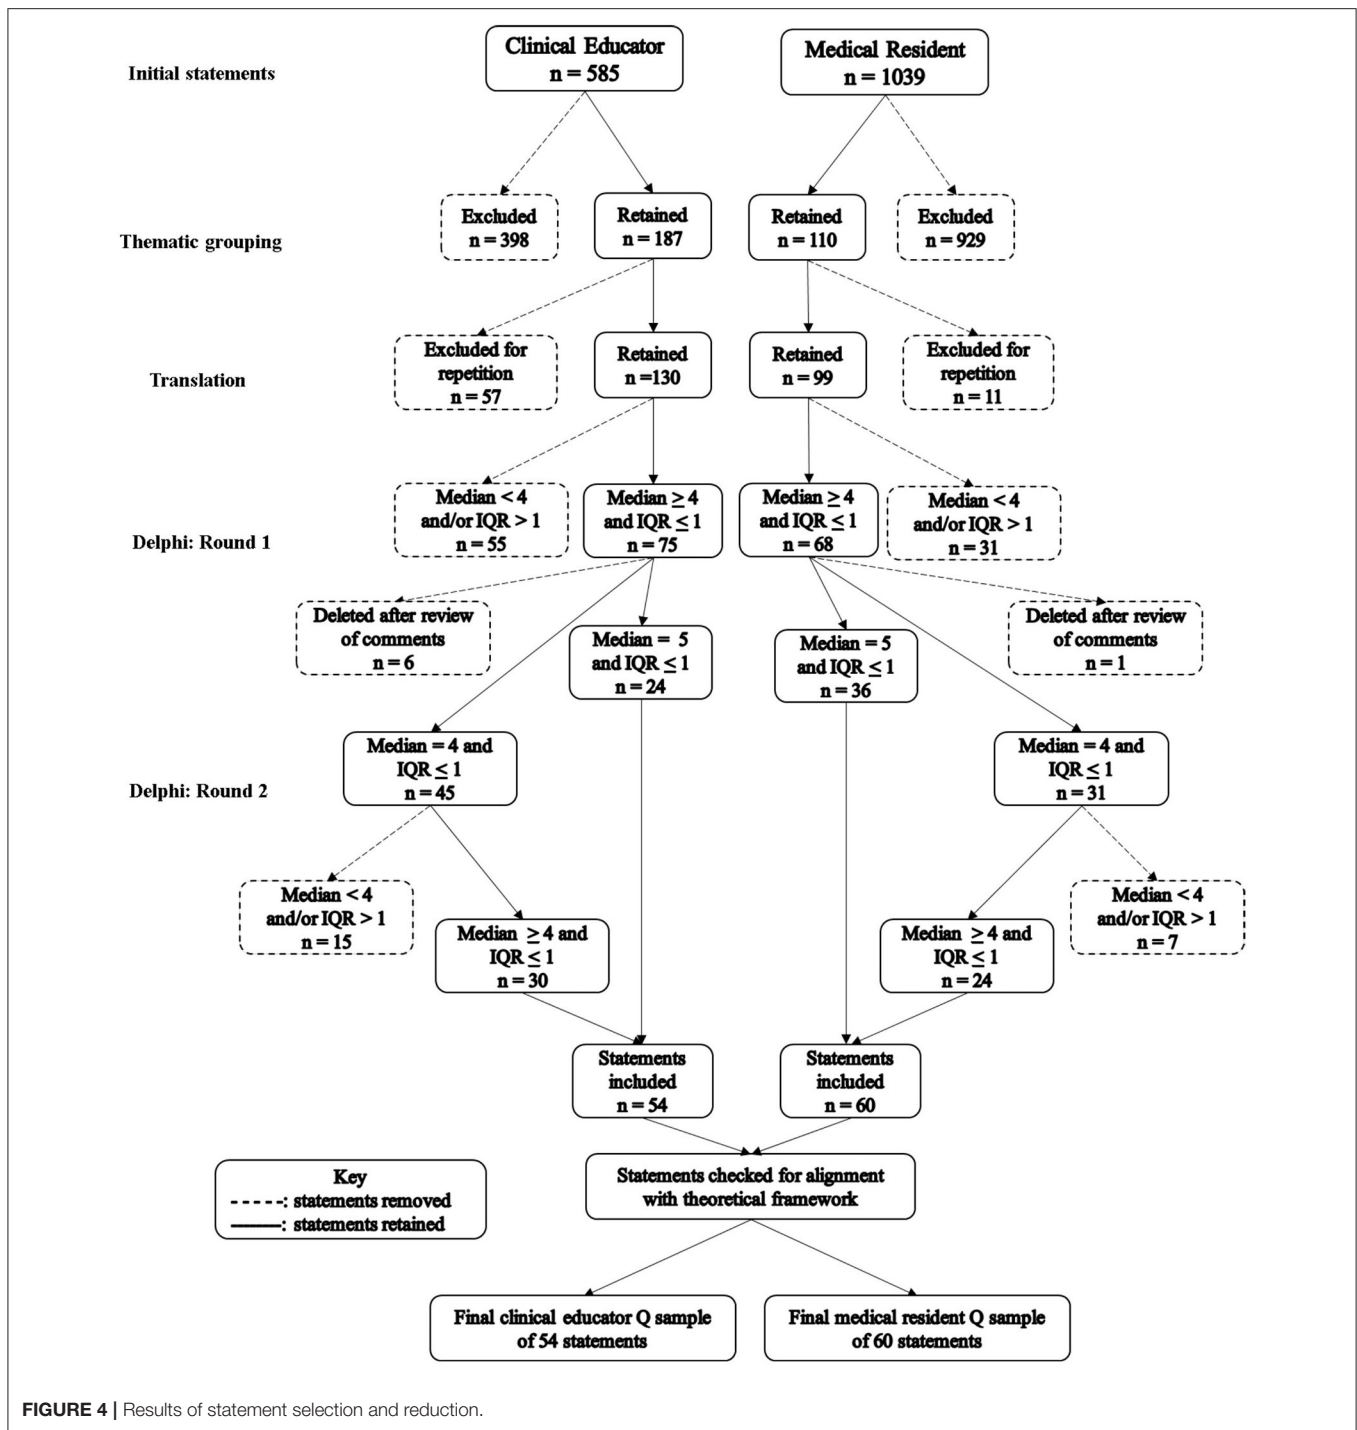 Initial statements
Clinical Educator
n = 585
Medical Resident
n = 1039
Thematic grouping
Excluded
n = 398
Retained
n = 187
Retained
n = 110
Excluded
n = 929
Translation
Excluded for
repetition
n = 57
Retained
n =130
Retained
n = 99
Excluded for
repetition
n = 11
Delphi: Round 1
Median < 4
and/or IQR > 1
n = 55
Median ≥ 4
and IQR ≤ 1
n = 75
Median ≥ 4
and IQR ≤ 1
n = 68
Median < 4
and/or IQR > 1
n = 31
Deleted after review
of comments
n = 6
Median = 5
and IQR ≤ 1
n = 24
Median = 5
and IQR ≤ 1
n = 36
Deleted after review
of comments
n = 1
Delphi: Round 2
Median = 4 and
IQR ≤ 1
n = 45
Median = 4 and
IQR ≤ 1
n = 31
Median < 4
and/or IQR > 1
n = 15
Median ≥ 4 and
IQR ≤ 1
n = 30
Median ≥ 4 and
IQR ≤ 1
n = 24
Median < 4
and/or IQR > 1
n = 7
Statements
included
n = 54
Statements
included
n = 60
Key
-----: statements removed
———: statements retained
Statements checked for alignment
with theoretical framework
Final clinical educator Q sample
of 54 statements
Final medical resident Q sample
of 60 statements
FIGURE 4 | Results of statement selection and reduction.